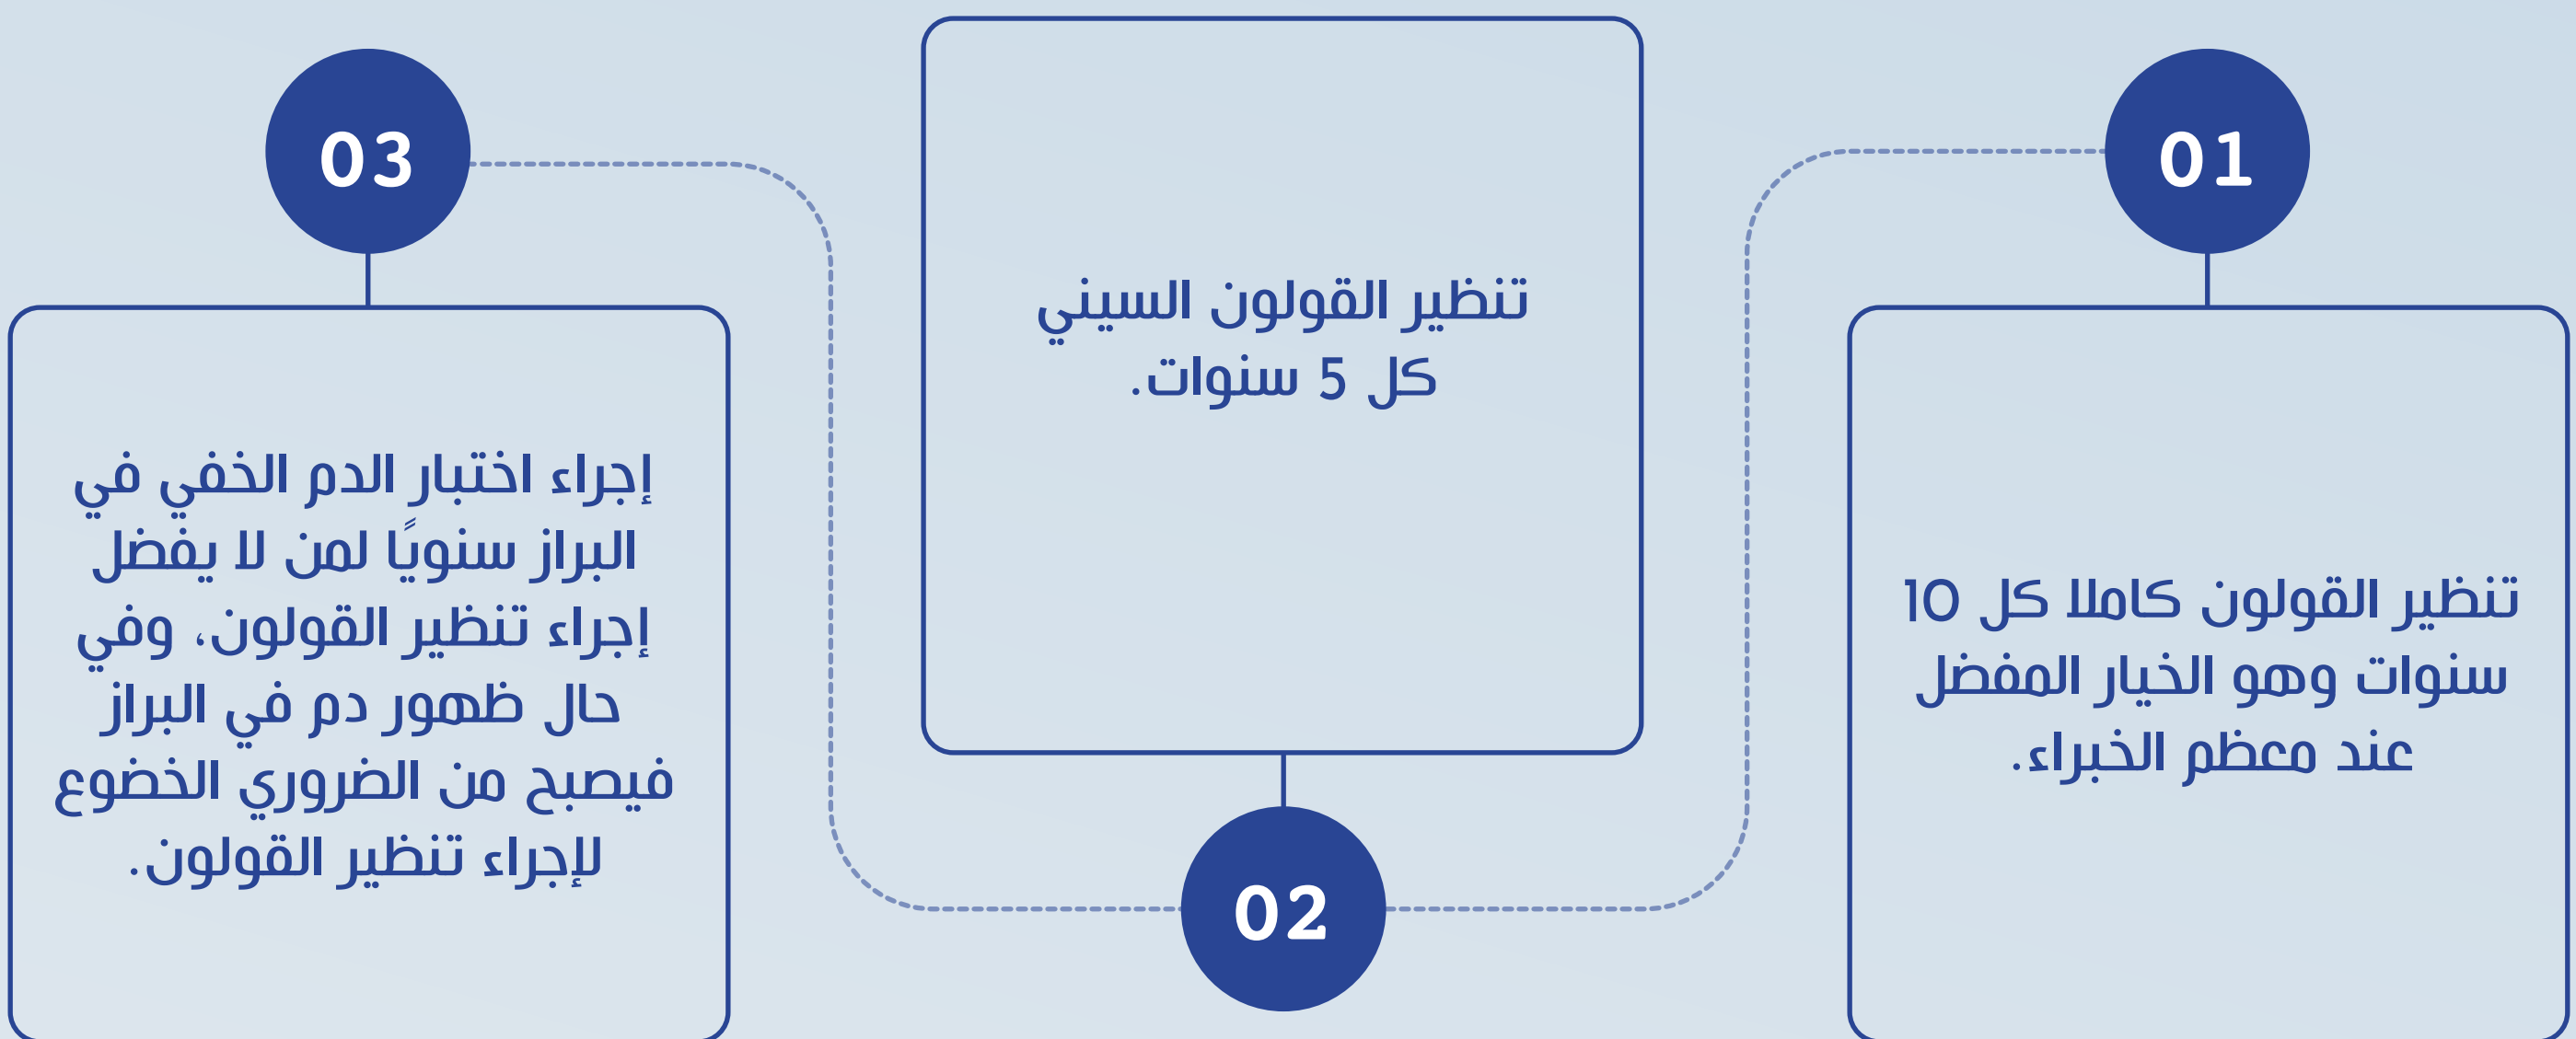 01
تنظير القولون كاملا كل 10
سنوات وهو الخيار المفضل
عند معظم الخبراء.
تنظير القولون السيني
كل 5 سنوات.
02
03
إجراء اختبار الدم الخفي في
البراز سنويًا لمن لا يفضل
إجراء تنظير القولون، وفي
حال ظهور دم في البراز
فيصبح من الضروري الخضوع
لإجراء تنظير القولون.